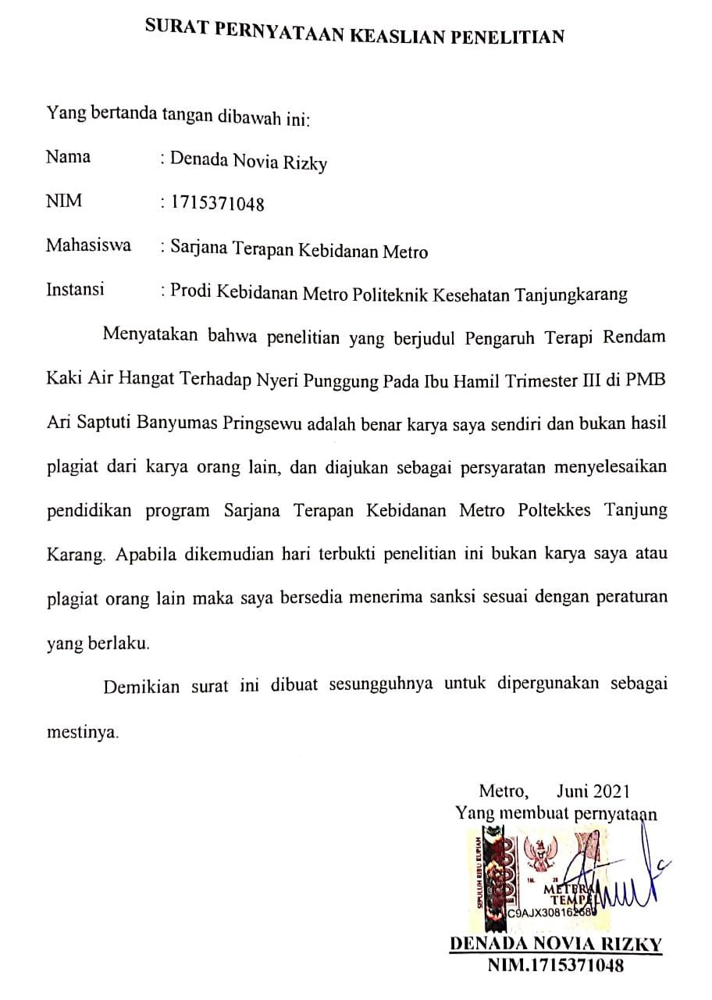 SURAT PERNYATAAN KEASLIAN PENELITIAN
Yang bertanda tangan dibawah ini:
Nama : Denada Novia Rizky
NIM : 1715371048
Mahasiswa : Sarjana Terapan Kebidanan Metro
Instansi : Prodi Kebidanan Metro Politeknik Kesehatan Tanjungkarang
Menyatakan bahwa penelitian yang berjudul Pengaruh Terapi Rendam
Kaki Air Hangat Terhadap Nyeri Punggung Pada Ibu Hamil Trimester III di PMB
Ari Saptuti Banyumas Pringsewu adalah benar karya saya sendiri dan bukan hasil
plagiat dari karya orang lain, dan diajukan sebagai persyaratan menyelesaikan
pendidikan program Sarjana Terapan Kebidanan Metro Poltekkes Tanjung
Karang. Apabila dikemudian hari terbukti penelitian ini bukan karya saya atau
plagiat orang lain maka saya bersedia menerima sanksi sesuai dengan peraturan
yang berlaku.
Demikian surat ini dibuat sesungguhnya untuk dipergunakan sebagai
mestinya.
Metro, Juni 2021
Yang membuat pernyataan
SEPULUH RIBU RUPIAH
10000
TGL. 20
METERAI
TEMPEL
DENADA NOVIA RIZKY
NIM.1715371048